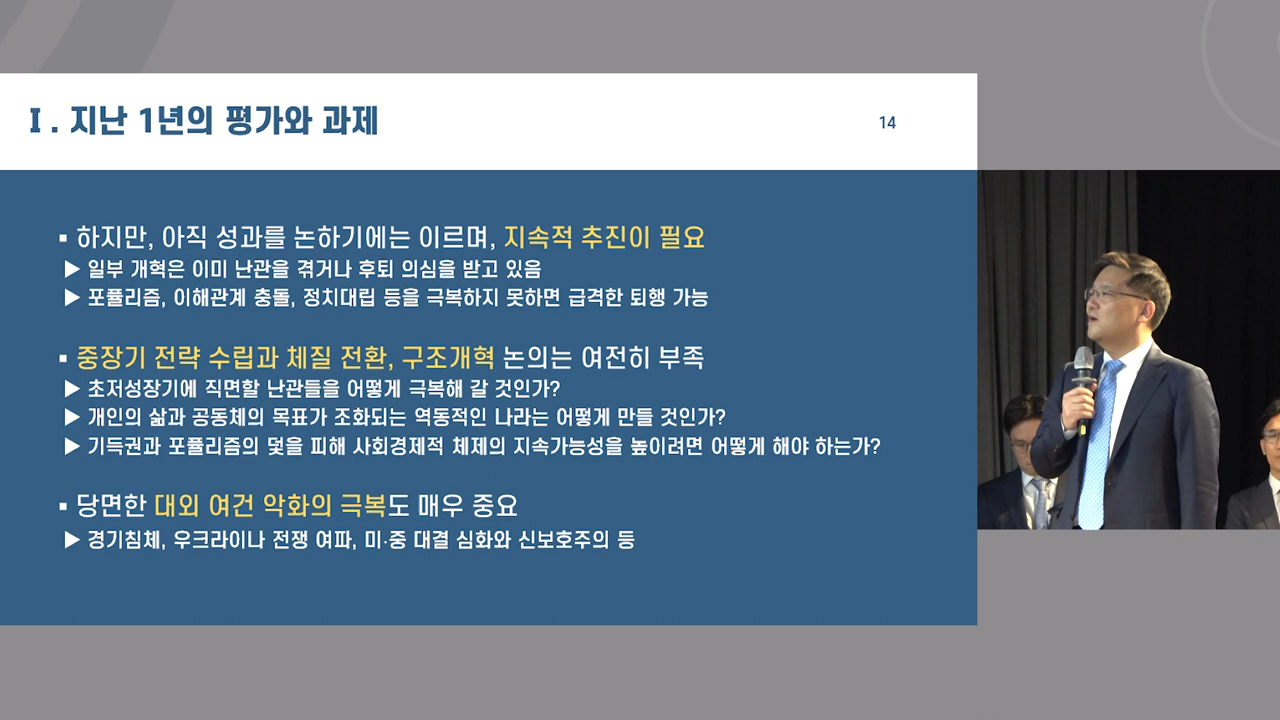 I. 지난 1년의 평가와 과제
14
▪ 하지만, 아직 성과를 논하기에는 이르며, 지속적 추진이 필요
▶ 일부 개혁은 이미 난관을 겪거나 후퇴 의심을 받고 있음
▶ 포퓰리즘, 이해관계 충돌, 정치대립 등을 극복하지 못하면 급격한 퇴행 가능
▪ 중장기 전략 수립과 체질 전환, 구조개혁 논의는 여전히 부족
▶ 초저성장기에 직면할 난관들을 어떻게 극복해 갈 것인가?
▶ 개인의 삶과 공동체의 목표가 조화되는 역동적인 나라는 어떻게 만들 것인가?
▶ 기득권과 포퓰리즘의 덫을 피해 사회경제적 체제의 지속가능성을 높이려면 어떻게 해야 하는가?
▪ 당면한 대외 여건 악화의 극복도 매우 중요
▶ 경기침체, 우크라이나 전쟁 여파, 미·중 대결 심화와 신보호주의 등